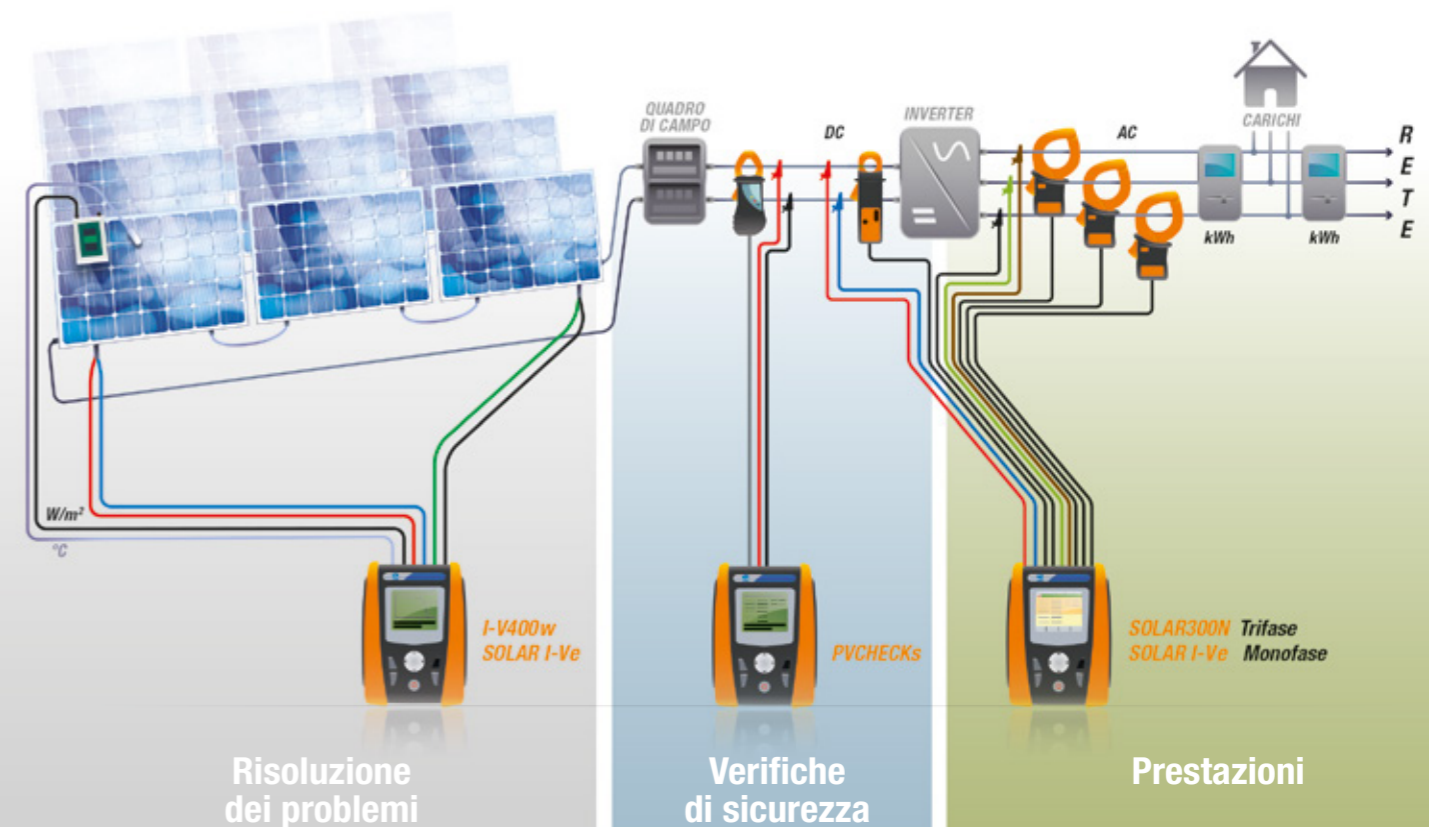 QUADRO
DI CAMPO
DC
INVERTER
AC
CARICHI
R
E
T
E
kWh
kWh
W/m²
°C
I-V400w
SOLAR I-Ve
PVCHECKs
SOLAR300N Trifase
SOLAR I-Ve Monofase
Risoluzione
dei problemi
Verifiche
di sicurezza
Prestazioni